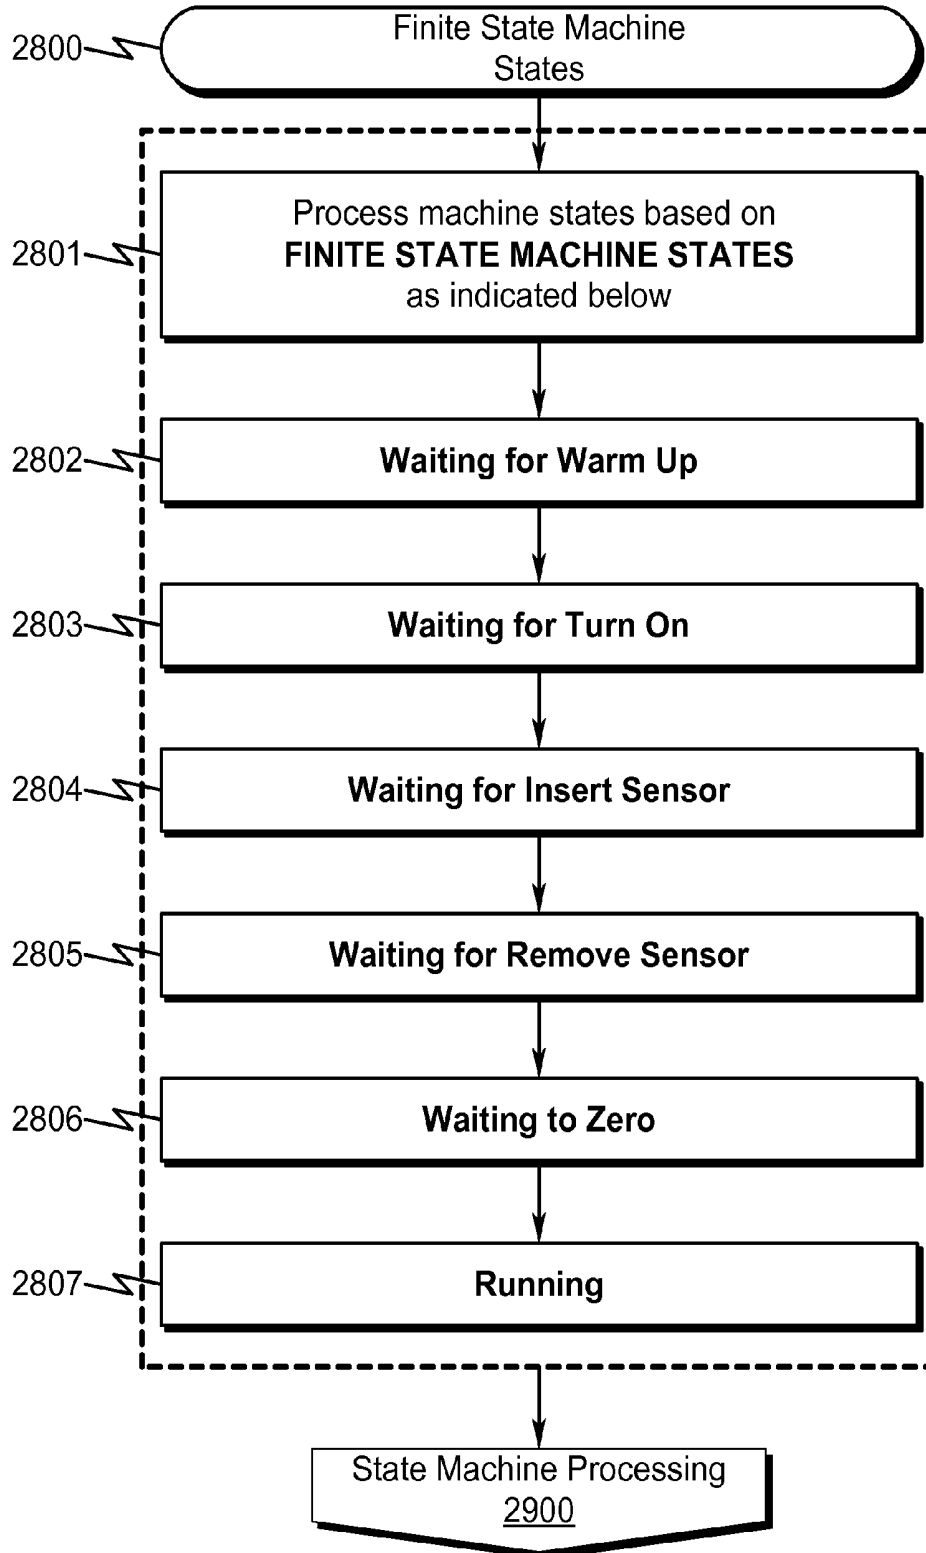 2800
Finite State Machine
States
2801
Process machine states based on
FINITE STATE MACHINE STATES
as indicated below
2802
Waiting for Warm Up
2803
Waiting for Turn On
2804
Waiting for Insert Sensor
2805
Waiting for Remove Sensor
2806
Waiting to Zero
2807
Running
State Machine Processing
2900